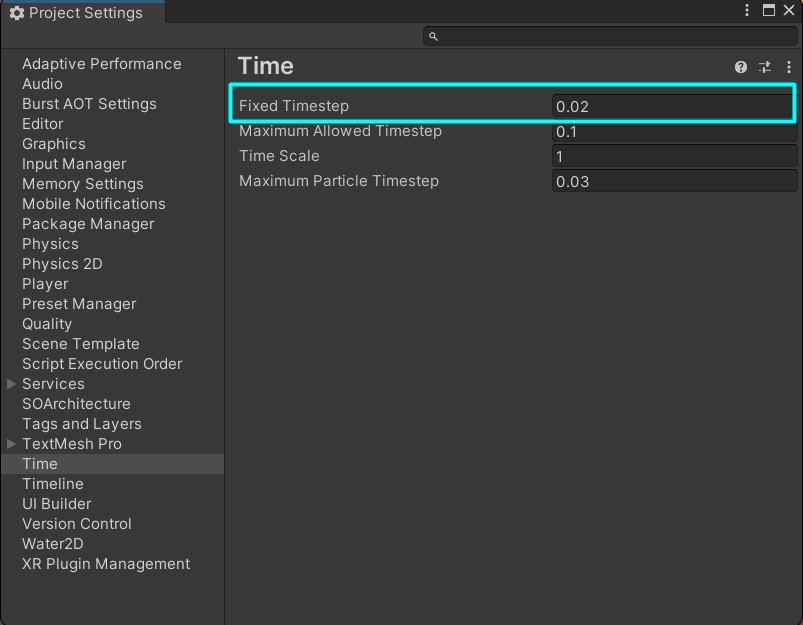 Project Settings
Adaptive Performance
Audio
Burst AOT Settings
Editor
Graphics
Input Manager
Memory Settings
Mobile Notifications
Package Manager
Physics
Physics 2D
Player
Preset Manager
Quality
Scene Template
Script Execution Order
Services
SOArchitecture
Tags and Layers
TextMesh Pro
Time
Timeline
UI Builder
Version Control
Water2D
XR Plugin Management
Time
Fixed Timestep 0.02
Maximum Allowed Timestep 0.1
Time Scale 1
Maximum Particle Timestep 0.03